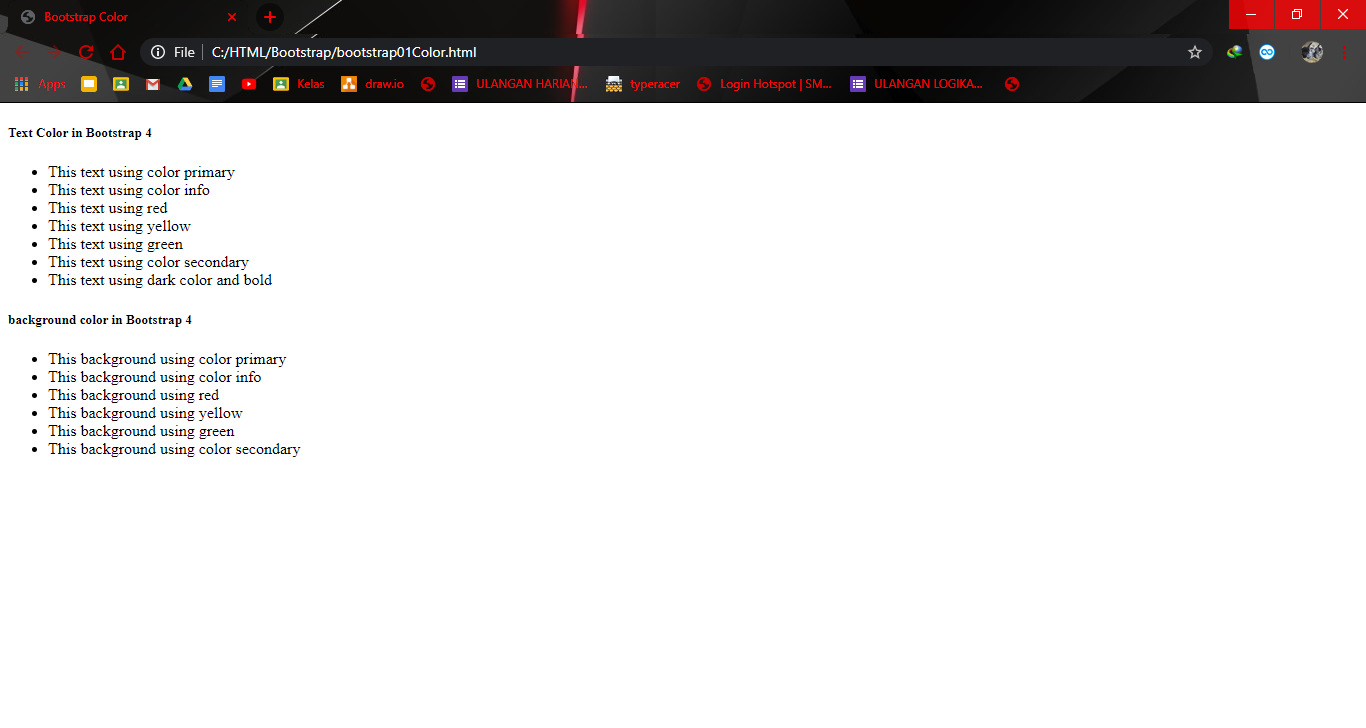 Bootstrap Color
File C:/HTML/Bootstrap/bootstrap01Color.html
Apps Kelas draw.io ULANGAN HARIAN... typeracer Login Hotspot | SM... ULANGAN LOGIKA...
Text Color in Bootstrap 4
This text using color primary
This text using color info
This text using red
This text using yellow
This text using green
This text using color secondary
This text using dark color and bold
background color in Bootstrap 4
This background using color primary
This background using color info
This background using red
This background using yellow
This background using green
This background using color secondary